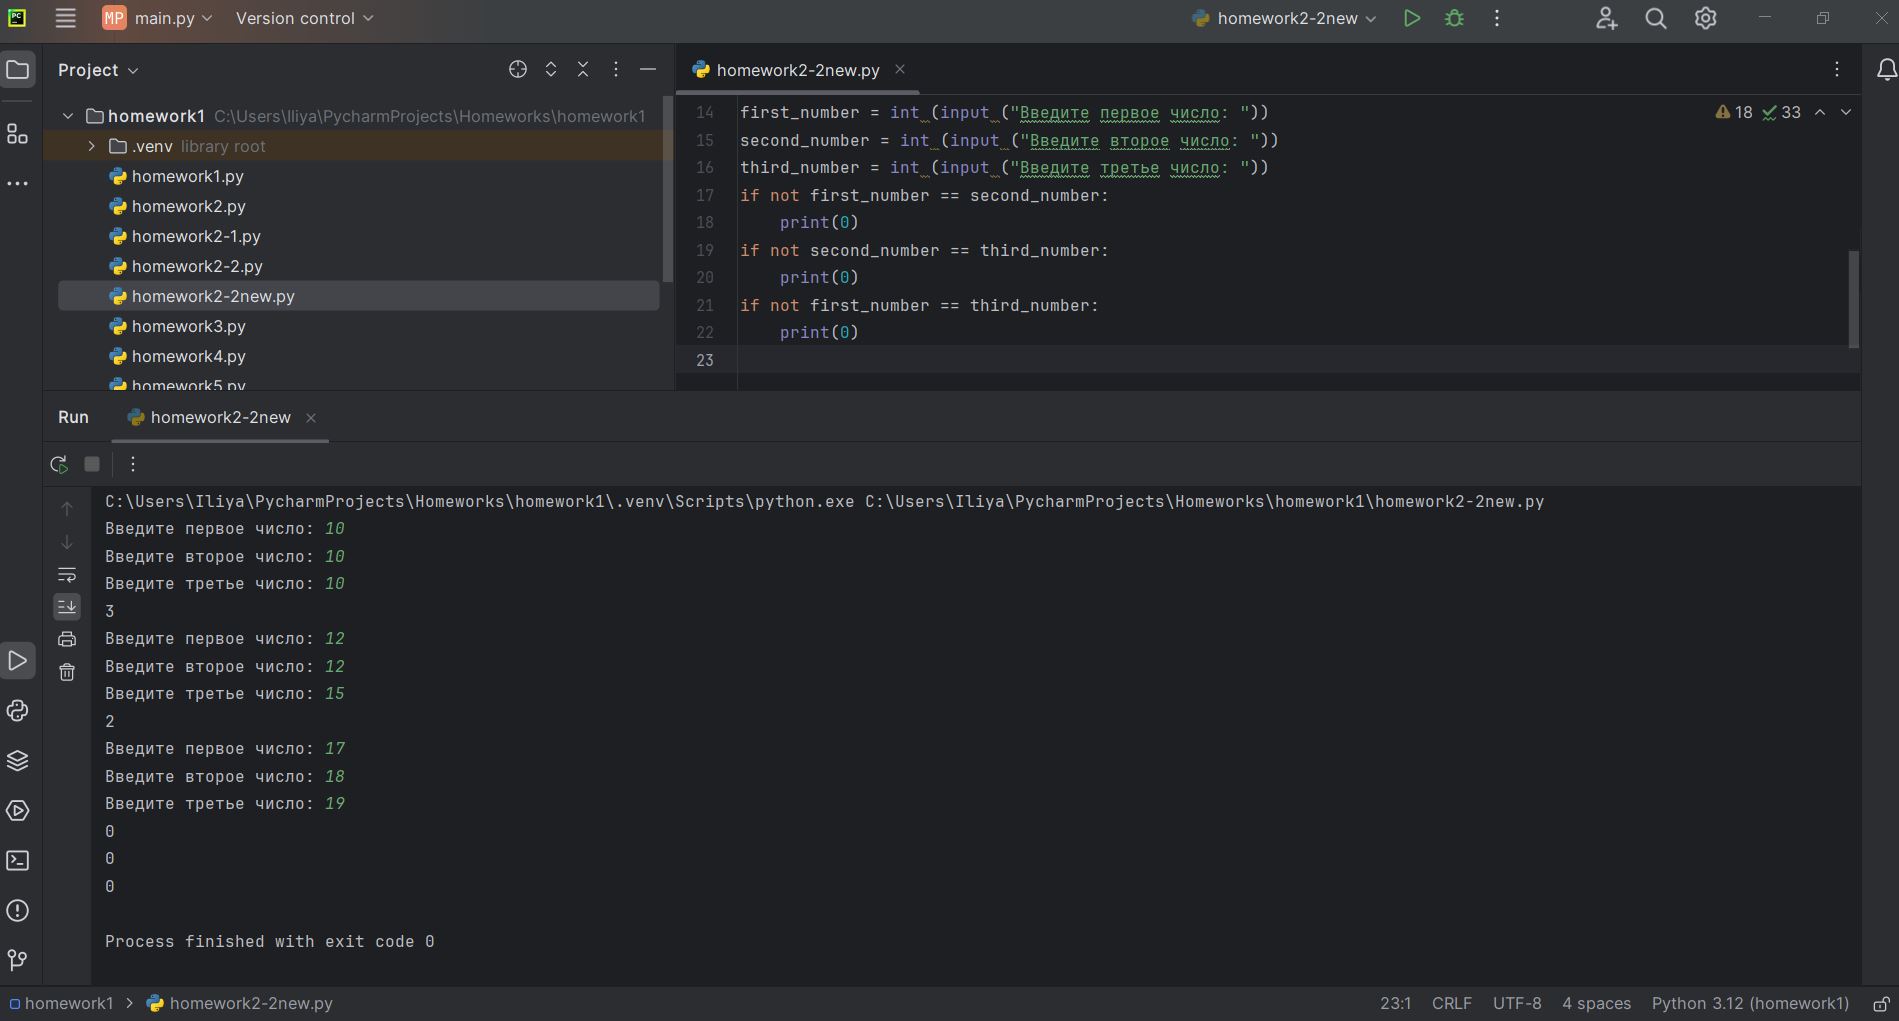 PC
MP main.py Version control homework2-2new
Project
homework2-2new.py
homework1 C:\Users\Iliya\PycharmProjects\Homeworks\homework1
.venv library root
homework1.py
homework2.py
homework2-1.py
homework2-2.py
homework2-2new.py
homework3.py
homework4.py
homework5.py
18 33
14 first_number = int (input ("Введите первое число: "))
15 second_number = int (input ("Введите второе число: "))
16 third_number = int (input ("Введите третье число: "))
17 if not first_number == second_number:
18 print(0)
19 if not second_number == third_number:
20 print(0)
21 if not first_number == third_number:
22 print(0)
23
Run homework2-2new
C:\Users\Iliya\PycharmProjects\Homeworks\homework1\.venv\Scripts\python.exe C:\Users\Iliya\PycharmProjects\Homeworks\homework1\homework2-2new.py
Введите первое число: 10
Введите второе число: 10
Введите третье число: 10
3
Введите первое число: 12
Введите второе число: 12
Введите третье число: 15
2
Введите первое число: 17
Введите второе число: 18
Введите третье число: 19
0
0
0
Process finished with exit code 0
homework1 > homework2-2new.py
23:1 CRLF UTF-8 4 spaces Python 3.12 (homework1)